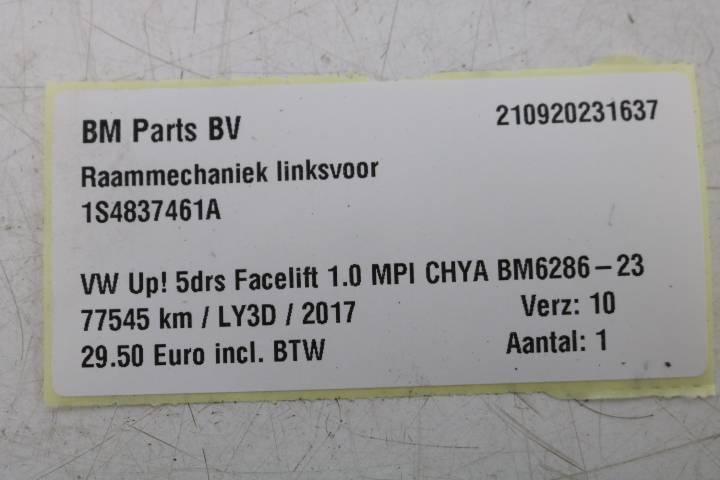 BM Parts BV 210920231637
Raammechaniek linksvoor
1S4837461A
VW Up! 5drs Facelift 1.0 MPI CHYA BM6286-23
77545 km / LY3D / 2017 Verz: 10
29.50 Euro incl. BTW Aantal: 1